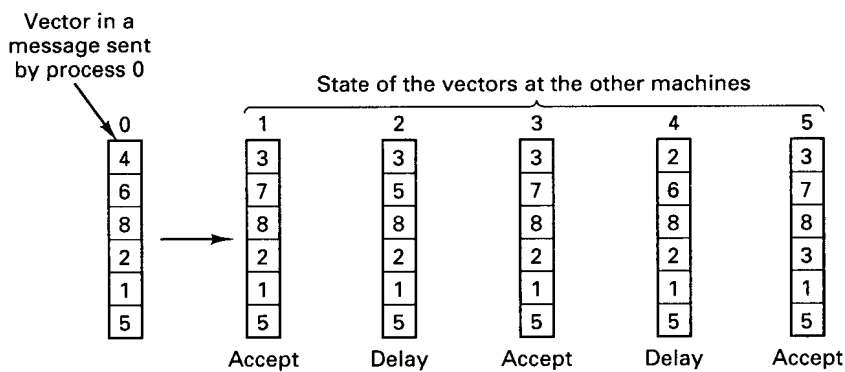 Vector in a
message sent
by process 0
State of the vectors at the other machines
0 1 2 3 4 5
4 3 3 3 2 3
6 7 5 7 6 7
8 8 8 8 8 8
2 2 2 2 2 3
1 1 1 1 1 1
5 5 5 5 5 5
Accept Delay Accept Delay Accept